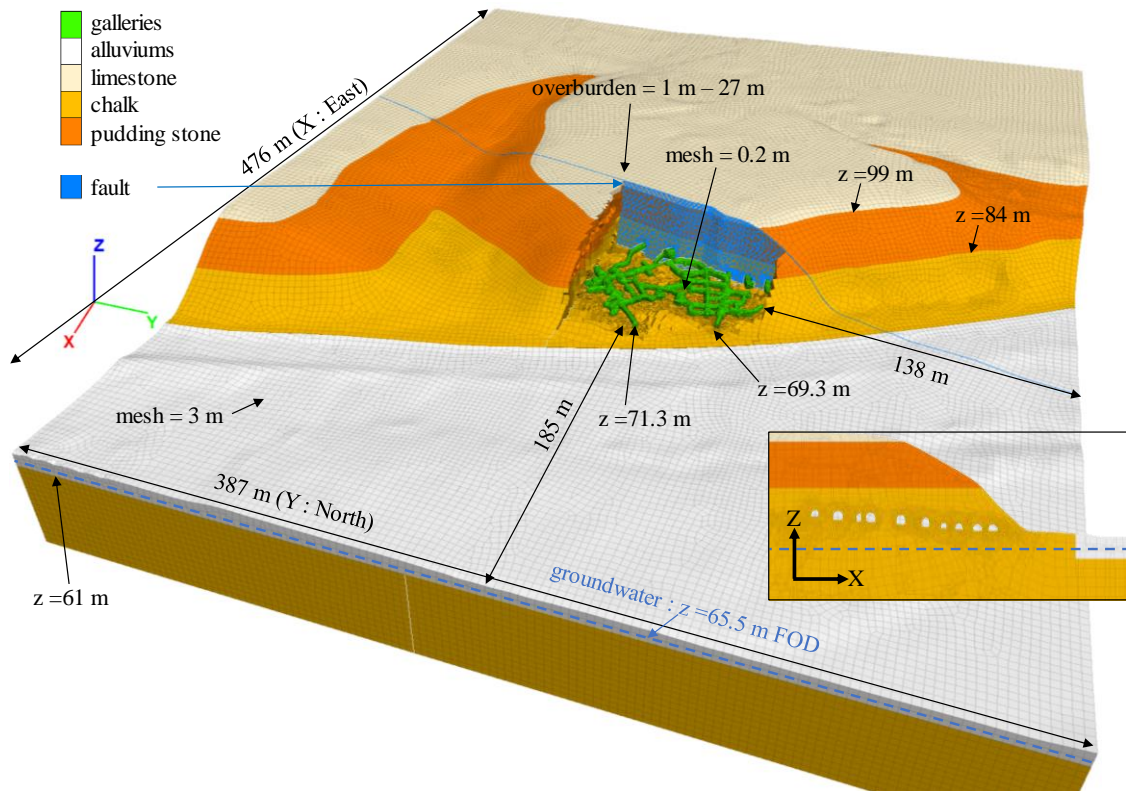 galleries
alluviums
limestone
chalk
pudding stone
fault
overburden = 1 m – 27 m
mesh = 0.2 m
z =99 m
z =84 m
476 m (X : East)
Z
Y
X
138 m
z =69.3 m
z =71.3 m
185 m
mesh = 3 m
387 m (Y : North)
z =61 m
groundwater : z =65.5 m FOD
Z
X